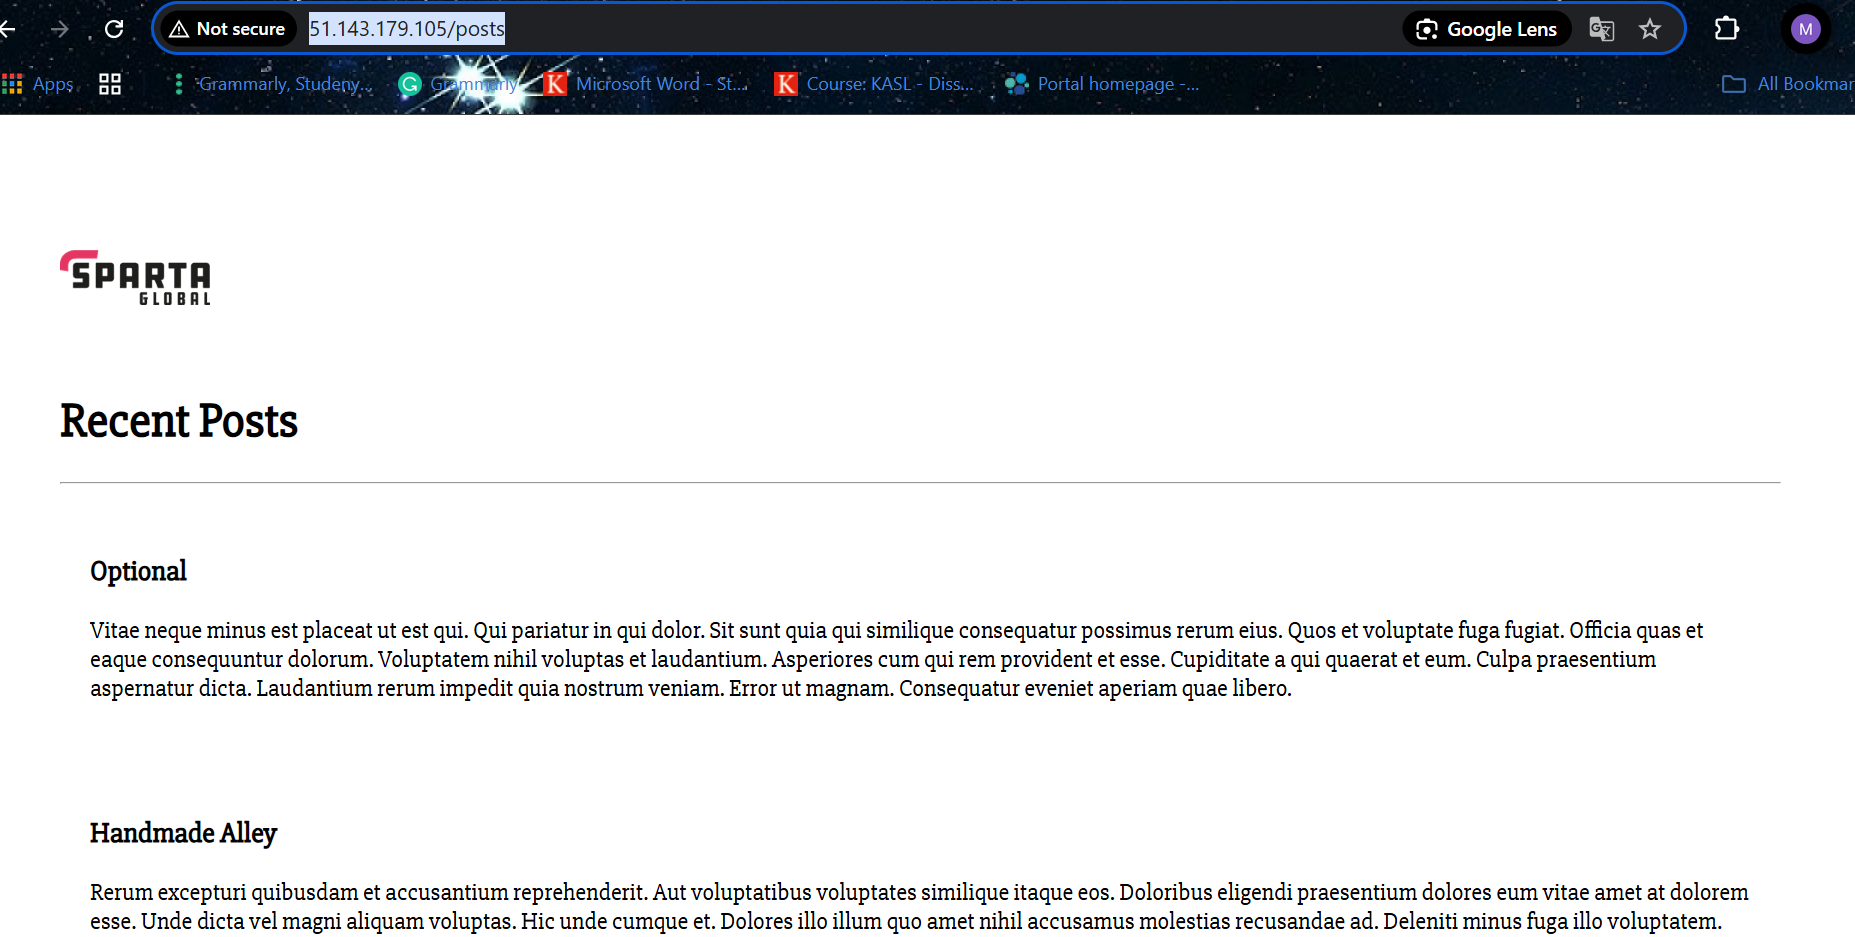 Not secure 51.143.179.105/posts Google Lens M
Apps Grammarly, Studeny... Grammarly Microsoft Word - St... Course: KASL - Diss... Portal homepage -... All Bookmar
SPARTA
GLOBAL
Recent Posts
Optional
Vitae neque minus est placeat ut est qui. Qui pariatur in qui dolor. Sit sunt quia qui similique consequatur possimus rerum eius. Quos et voluptate fuga fugiat. Officia quas et
eaque consequuntur dolorum. Voluptatem nihil voluptas et laudantium. Asperiores cum qui rem provident et esse. Cupiditate a qui quaerat et eum. Culpa praesentium
aspernatur dicta. Laudantium rerum impedit quia nostrum veniam. Error ut magnam. Consequatur eveniet aperiam quae libero.
Handmade Alley
Rerum excepturi quibusdam et accusantium reprehenderit. Aut voluptatibus voluptates similique itaque eos. Doloribus eligendi praesentium dolores eum vitae amet at dolorem
esse. Unde dicta vel magni aliquam voluptas. Hic unde cumque et. Dolores illo illum quo amet nihil accusamus molestias recusandae ad. Deleniti minus fuga illo voluptatem.